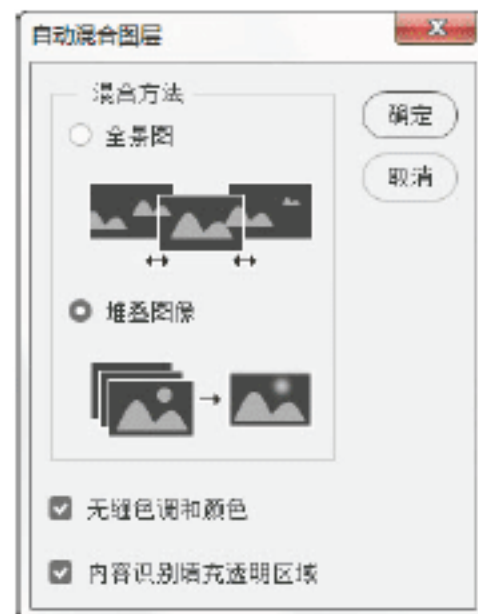 自动混合图层
混合方法
全景图
确定
取消
堆叠图像
无缝色调和颜色
内容识别填充透明区域